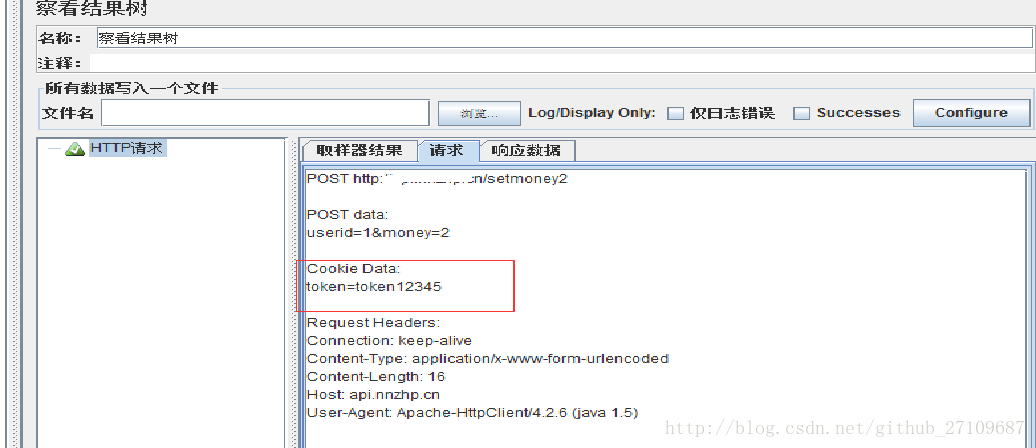 察看结果树
名称： 察看结果树
注释：
所有数据写入一个文件
文件名 浏览... Log/Display Only: 仅日志错误 Successes Configure
HTTP请求
取样器结果 请求 响应数据
POST http: .cn/setmoney2
POST data:
userid=1&money=2
Cookie Data:
token=token12345
Request Headers:
Connection: keep-alive
Content-Type: application/x-www-form-urlencoded
Content-Length: 16
Host: api.nnzhp.cn
User-Agent: Apache-HttpClient/4.2.6 (java 1.5)
http://blog.csdn.net/github_27109687